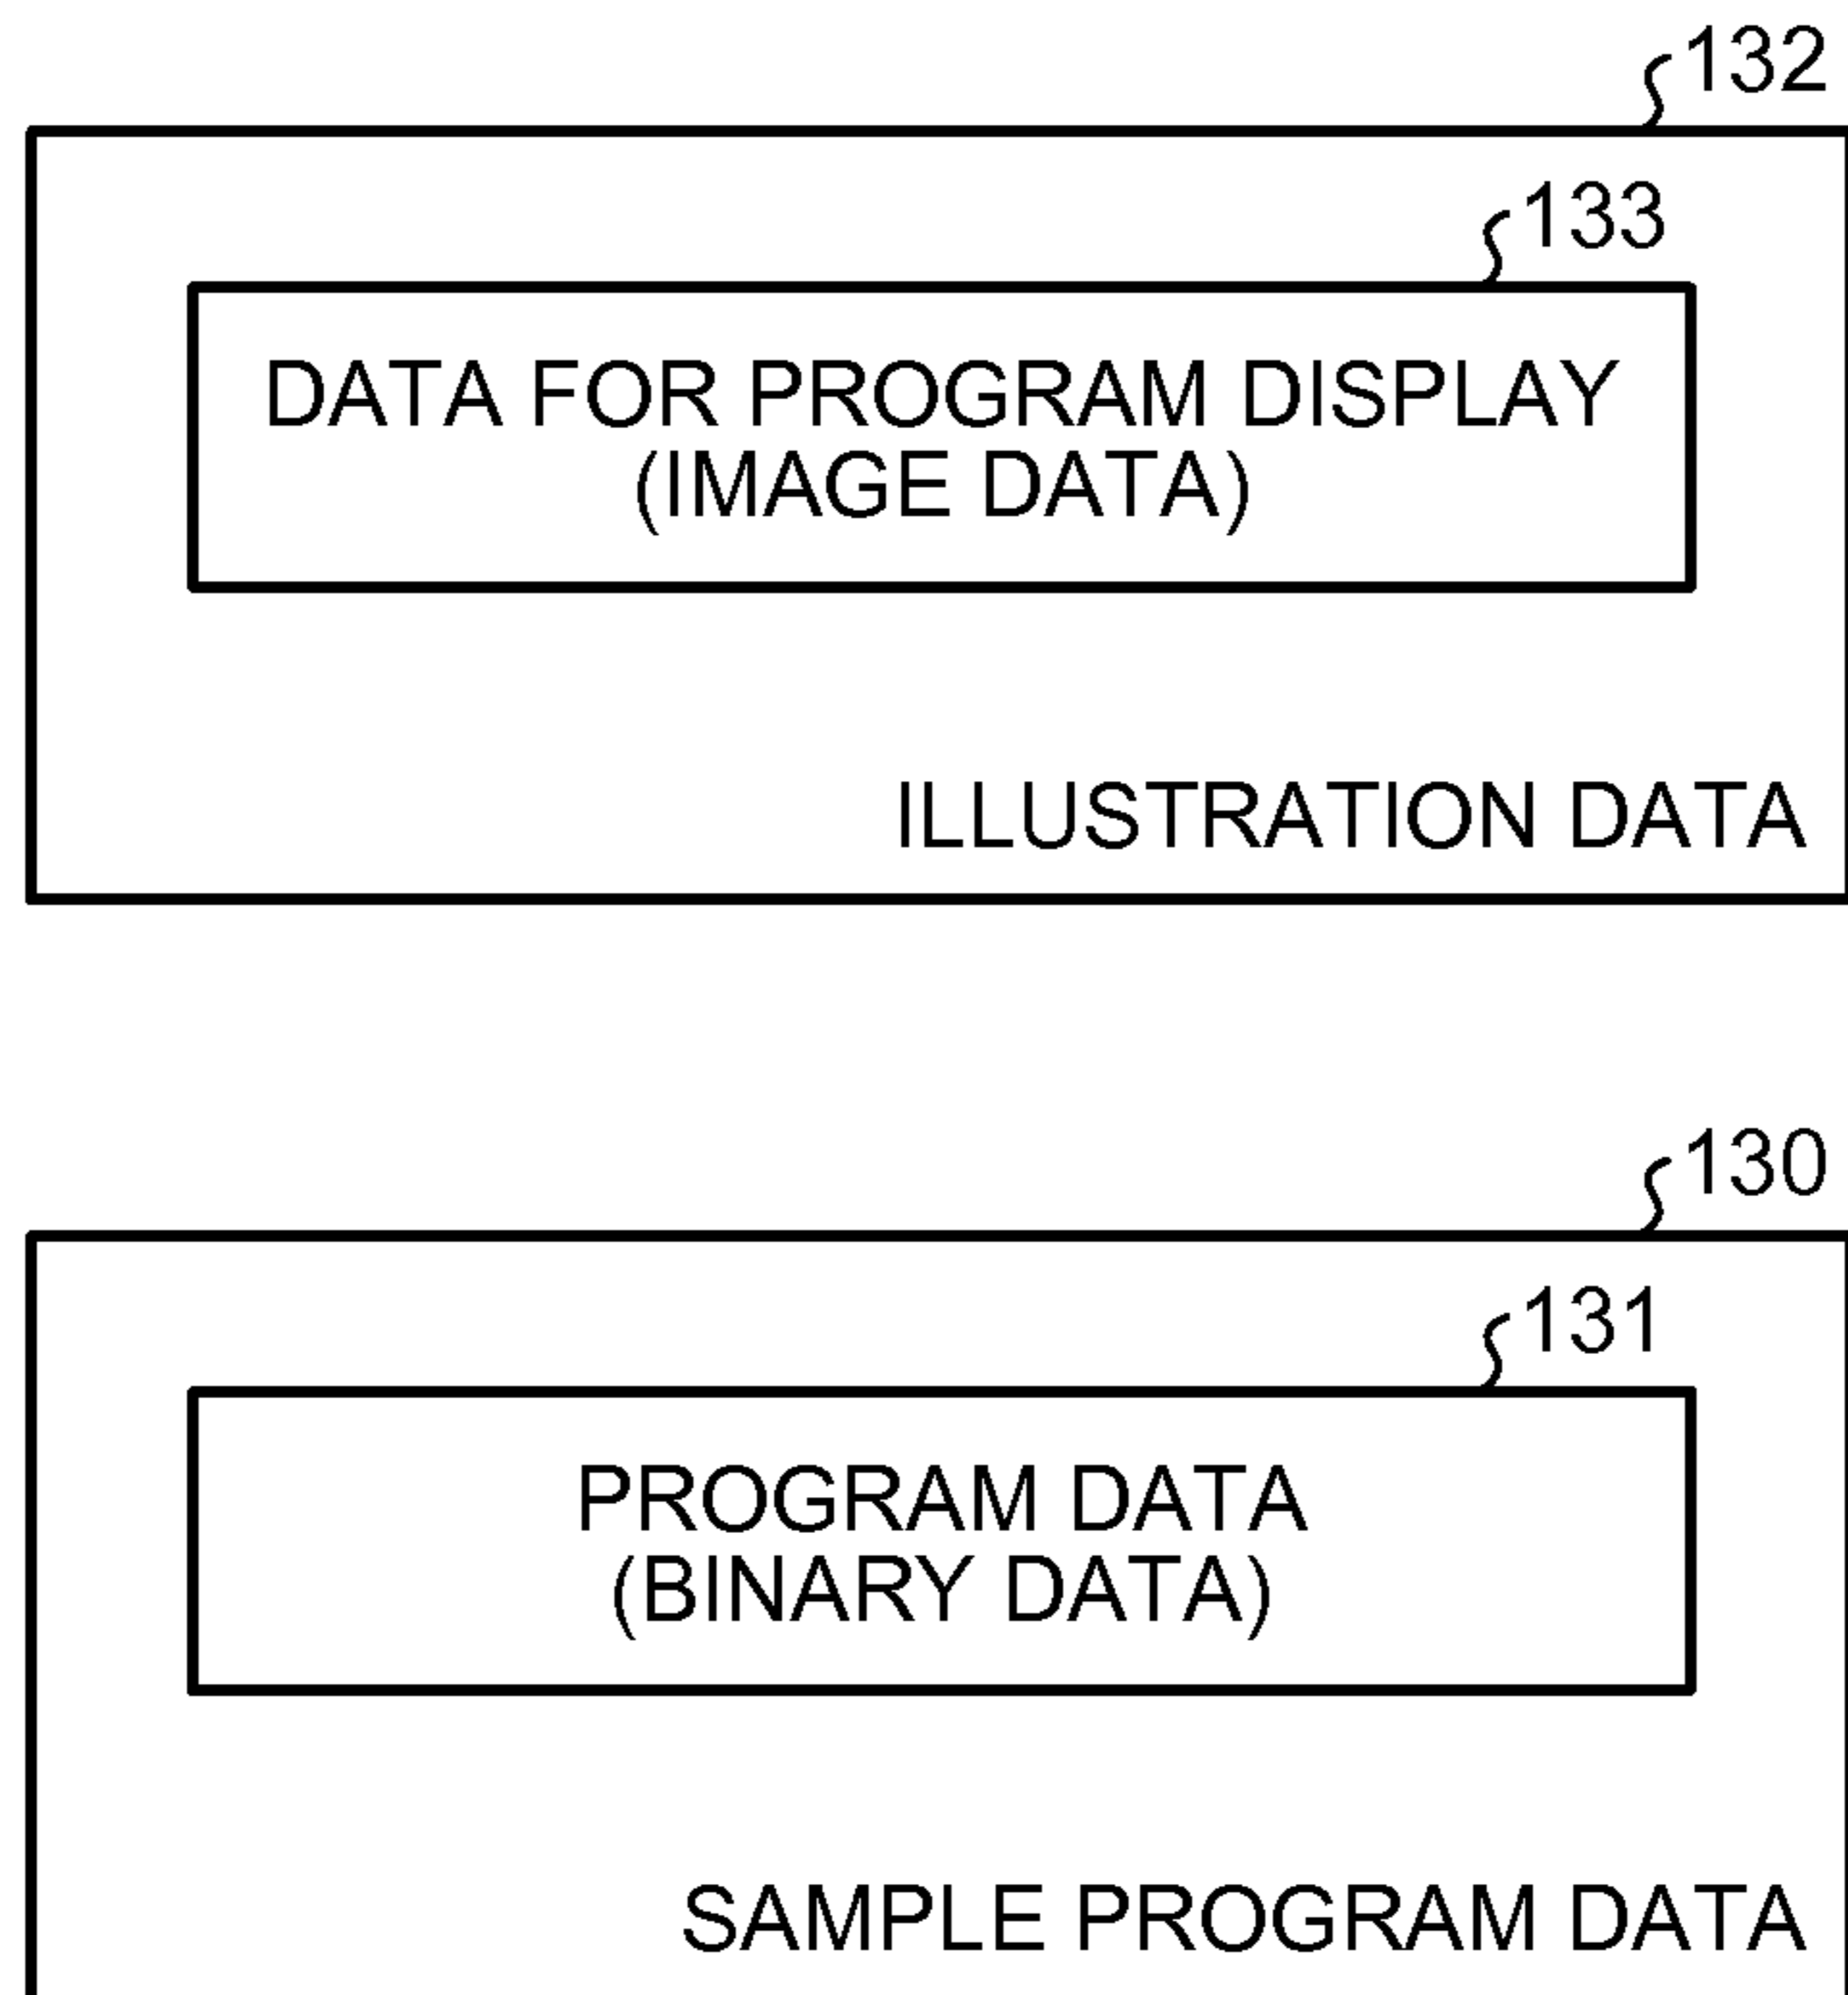 132
133
DATA FOR PROGRAM DISPLAY
(IMAGE DATA)
ILLUSTRATION DATA
130
131
PROGRAM DATA
(BINARY DATA)
SAMPLE PROGRAM DATA